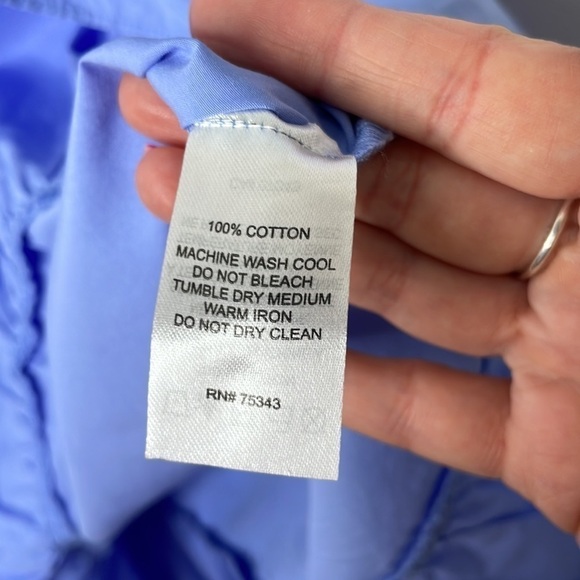 100% COTTON
MACHINE WASH COOL
DO NOT BLEACH
TUMBLE DRY MEDIUM
WARM IRON
DO NOT DRY CLEAN
RN# 75343